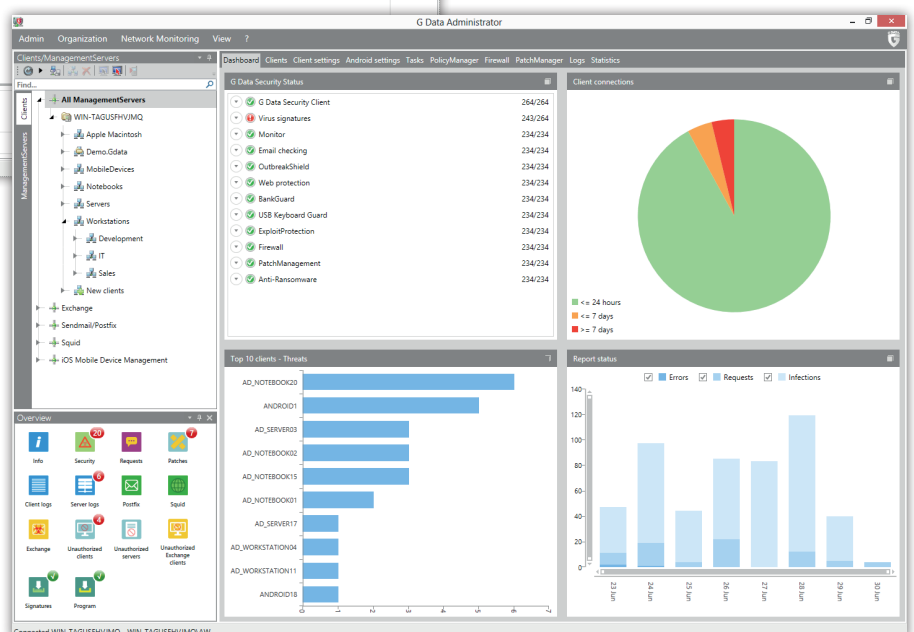 G Data Administrator
Admin Organization Network Monitoring View ?
Clients/ManagementServers
Find...
Clients
ManagementServers
All ManagementServers
WIN-TAGUSFHVJMQ
Apple Macintosh
Demo.Gdata
MobileDevices
Notebooks
Servers
Workstations
Development
IT
Sales
New clients
Exchange
Sendmail/Postfix
Squid
iOS Mobile Device Management
Overview
20
7
Info Security Requests Patches
6
Client logs Server logs Postfix Squid
4
Exchange Unauthorized clients Unauthorized servers Unauthorized Exchange clients
Signatures Program
Dashboard Clients Client settings Android settings Tasks PolicyManager Firewall PatchManager Logs Statistics
G Data Security Status
G Data Security Client 264/264
Virus signatures 243/264
Monitor 234/234
Email checking 234/234
OutbreakShield 234/234
Web protection 234/234
BankGuard 234/234
USB Keyboard Guard 234/234
ExploitProtection 234/234
Firewall 234/234
PatchManagement 234/234
Anti-Ransomware 234/234
Client connections
<= 24 hours
<= 7 days
>= 7 days
Top 10 clients - Threats
AD_NOTEBOOK20
ANDROID1
AD_SERVER03
AD_NOTEBOOK02
AD_NOTEBOOK15
AD_NOTEBOOK01
AD_SERVER17
AD_WORKSTATION04
AD_WORKSTATION11
ANDROID18
0 1 2 3 4 5 6 7
Report status
Errors Requests Infections
140
120
100
80
60
40
20
0
23 Jun 24 Jun 25 Jun 26 Jun 27 Jun 28 Jun 29 Jun 30 Jun